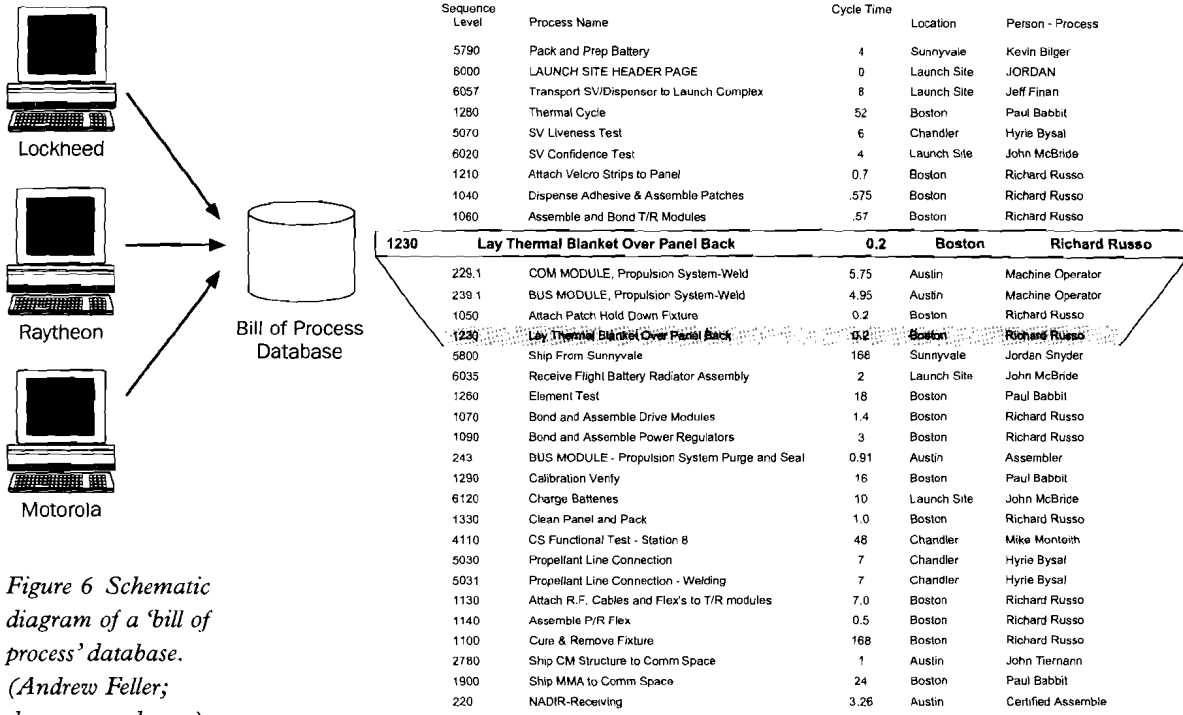 Lockheed
Raytheon
Motorola
Bill of Process
Database
Figure 6 Schematic
diagram of a 'bill of
process' database.
(Andrew Feller;
Sequence Level Process Name Cycle Time Location Person - Process
5790 Pack and Prep Battery 4 Sunnyvale Kevin Bilger
6000 LAUNCH SITE HEADER PAGE 0 Launch Site JORDAN
6057 Transport SV/Dispensor to Launch Complex 8 Launch Site Jeff Finan
1280 Thermal Cycle 52 Boston Paul Babbit
5070 SV Liveness Test 6 Chandler Hyrie Bysal
6020 SV Confidence Test 4 Launch Site John McBride
1210 Attach Velcro Strips to Panel 0.7 Boston Richard Russo
1040 Dispense Adhesive & Assemble Patches .575 Boston Richard Russo
1060 Assemble and Bond T/R Modules .57 Boston Richard Russo
1230 Lay Thermal Blanket Over Panel Back 0.2 Boston Richard Russo
229.1 COM MODULE, Propulsion System-Weld 5.75 Austin Machine Operator
239.1 BUS MODULE, Propulsion System-Weld 4.95 Austin Machine Operator
1050 Attach Patch Hold Down Fixture 0.2 Boston Richard Russo
1230 Lay Thermal Blanket Over Panel Back 0.2 Boston Richard Russo
5800 Ship From Sunnyvale 168 Sunnyvale Jordan Snyder
6035 Receive Flight Battery Radiator Assembly 2 Launch Site John McBride
1260 Element Test 18 Boston Paul Babbit
1070 Bond and Assemble Drive Modules 1.4 Boston Richard Russo
1090 Bond and Assemble Power Regulators 3 Boston Richard Russo
243 BUS MODULE - Propulsion System Purge and Seal 0.91 Austin Assembler
1290 Calibration Verify 16 Boston Paul Babbit
6120 Charge Batteries 10 Launch Site John McBride
1330 Clean Panel and Pack 1.0 Boston Richard Russo
4110 CS Functional Test - Station 8 48 Chandler Mike Monteith
5030 Propellant Line Connection 7 Chandler Hyrie Bysal
5031 Propellant Line Connection - Welding 7 Chandler Hyrie Bysal
1130 Attach R.F. Cables and Flex's to T/R modules 7.0 Boston Richard Russo
1140 Assemble P/R Flex 0.5 Boston Richard Russo
1100 Cure & Remove Fixture 168 Boston Richard Russo
2780 Ship CM Structure to Comm Space 1 Austin John Tiernann
1900 Ship MMA to Comm Space 24 Boston Paul Babbit
220 NADIR-Receiving 3.26 Austin Certified Assemble